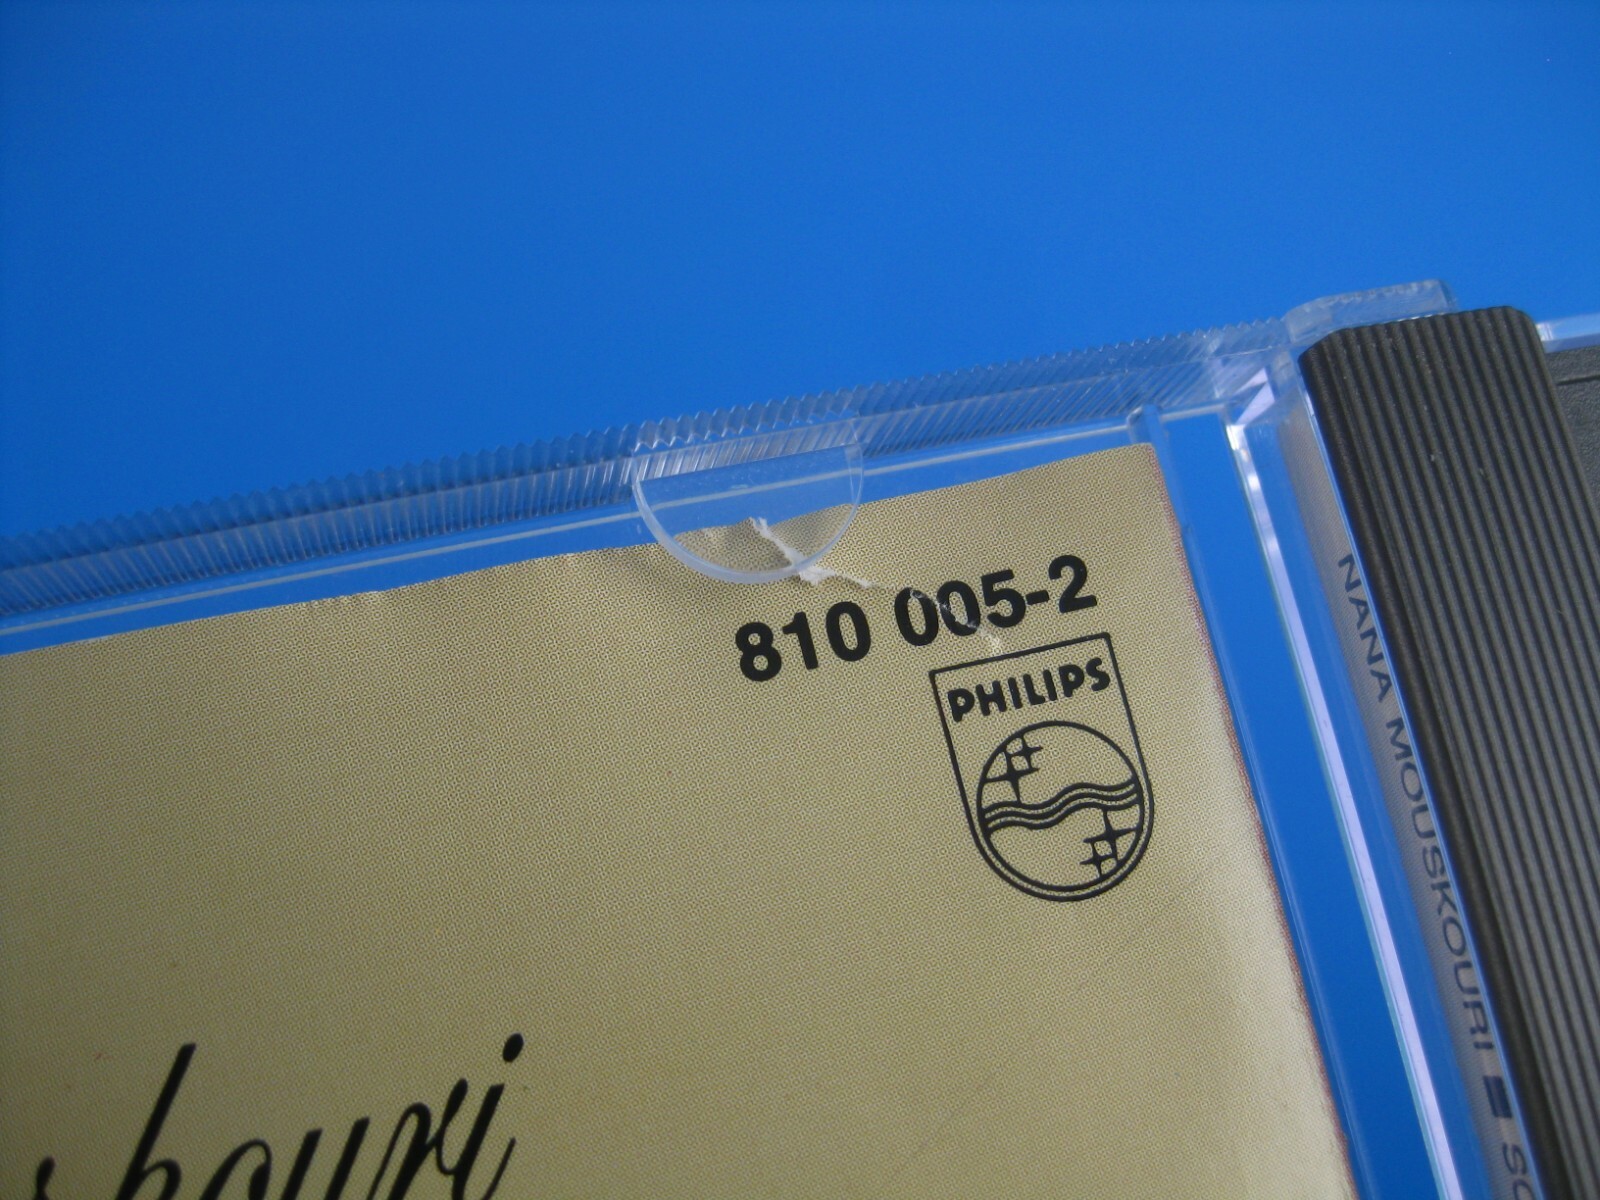 810 005-2
PHILIPS
NANA MOUSKOURI ■